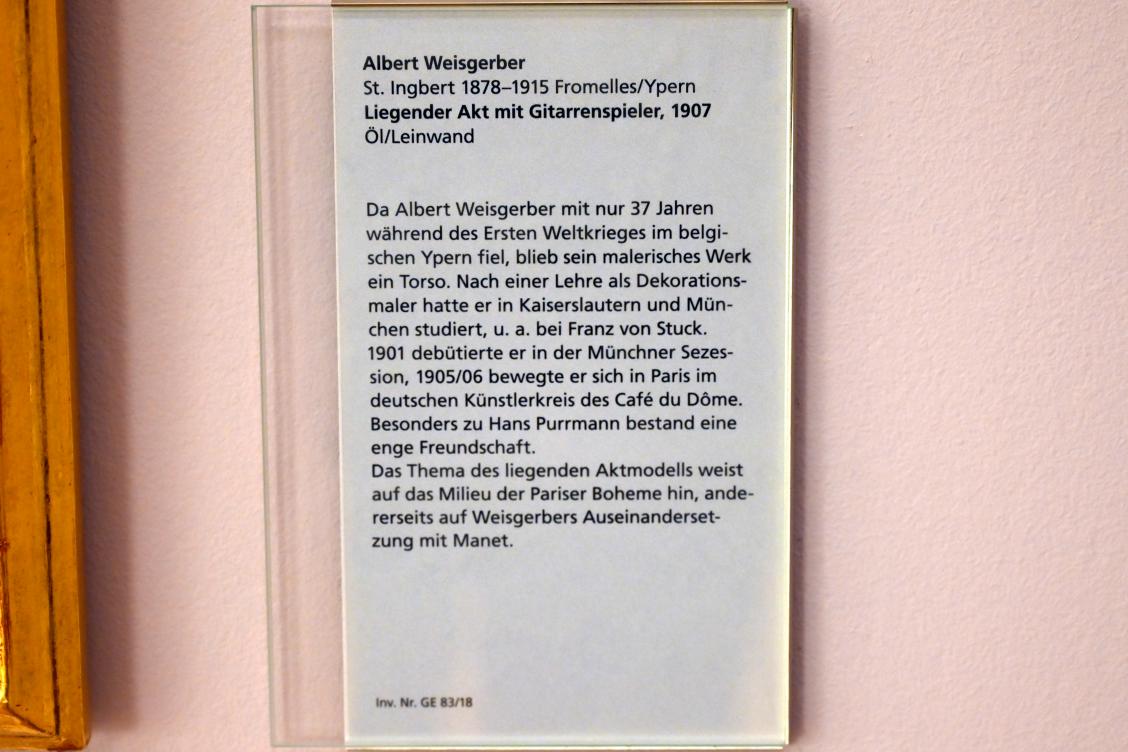 Albert Weisgerber
St. Ingbert 1878–1915 Fromelles/Ypern
Liegender Akt mit Gitarrenspieler, 1907
Öl/Leinwand
Da Albert Weisgerber mit nur 37 Jahren
während des Ersten Weltkrieges im belgi-
schen Ypern fiel, blieb sein malerisches Werk
ein Torso. Nach einer Lehre als Dekorations-
maler hatte er in Kaiserslautern und Mün-
chen studiert, u. a. bei Franz von Stuck.
1901 debütierte er in der Münchner Sezes-
sion, 1905/06 bewegte er sich in Paris im
deutschen Künstlerkreis des Café du Dôme.
Besonders zu Hans Purrmann bestand eine
enge Freundschaft.
Das Thema des liegenden Aktmodells weist
auf das Milieu der Pariser Boheme hin, ande-
rerseits auf Weisgerbers Auseinanderset-
zung mit Manet.
Inv. Nr. GE 83/18